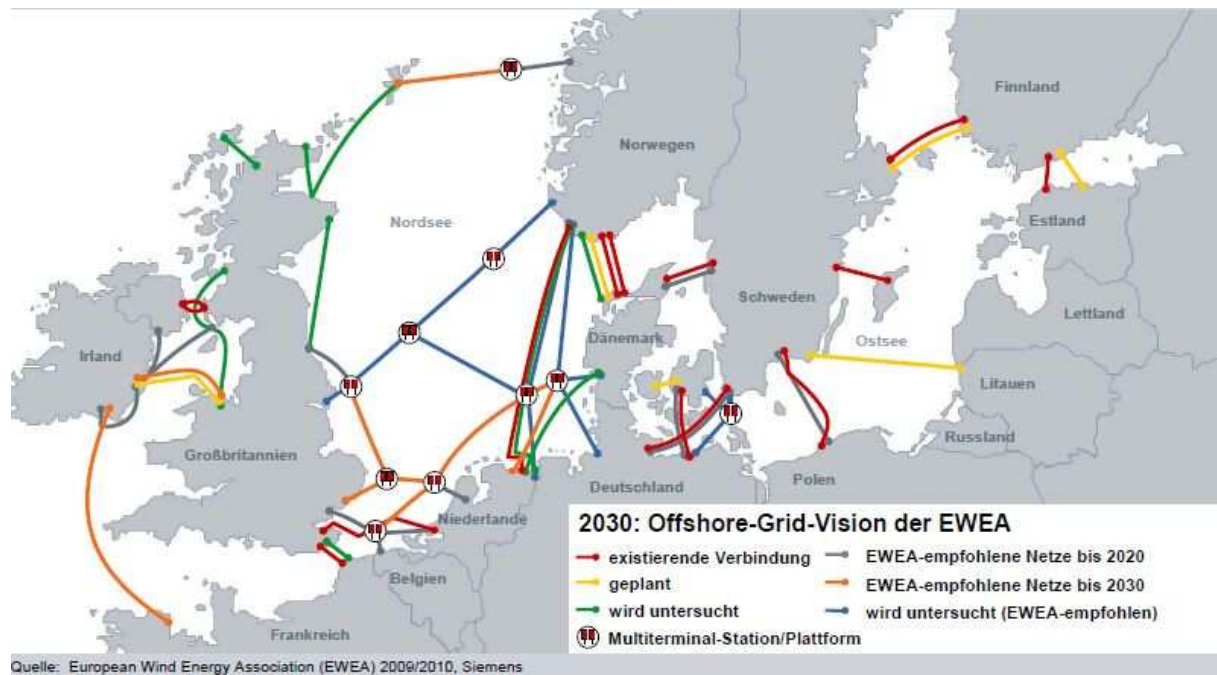 Finnland
Norwegen
Nordsee
Estland
Schweden
Lettland
Dänemark
Ostsee
Irland
Litauen
Russland
Großbritannien
Polen
Deutschland
Niederlande
Belgien
Frankreich
2030: Offshore-Grid-Vision der EWEA
existierende Verbindung
EWEA-empfohlene Netze bis 2020
geplant
EWEA-empfohlene Netze bis 2030
wird untersucht
wird untersucht (EWEA-empfohlen)
Multiterminal-Station/Plattform
Quelle: European Wind Energy Association (EWEA) 2009/2010, Siemens